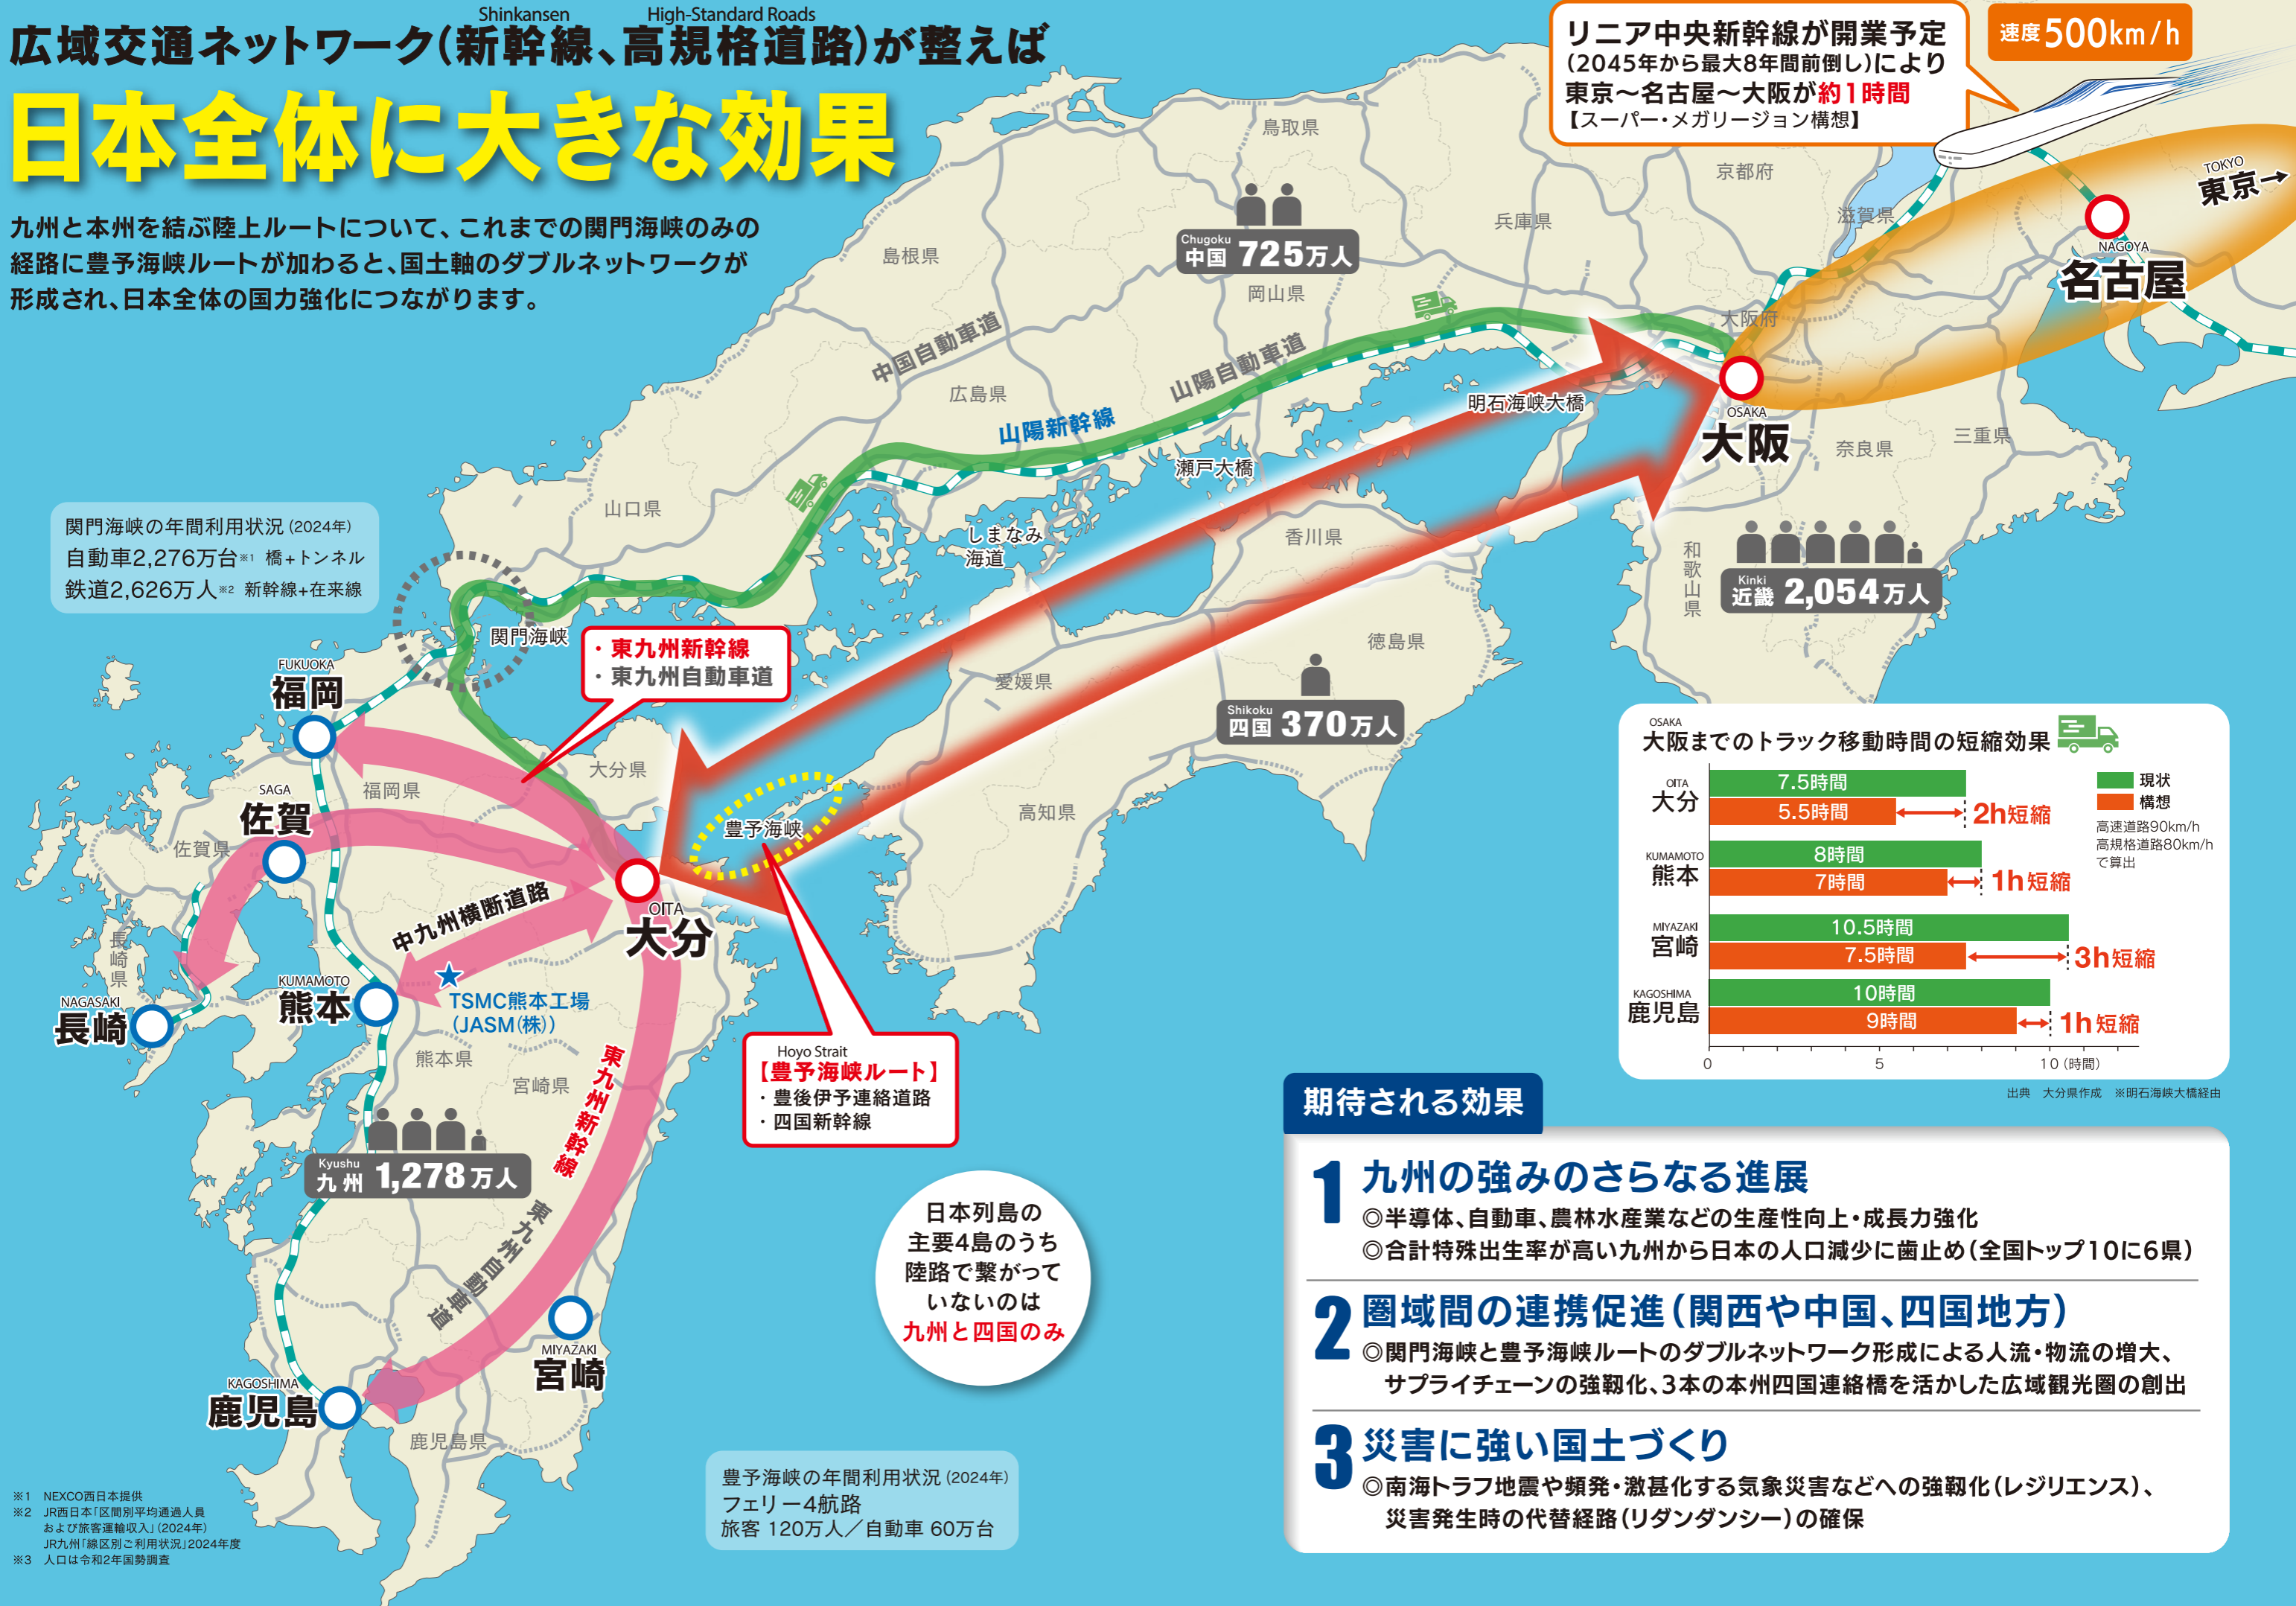 Shinkansen
High-Standard Roads
広域交通ネットワーク（新幹線、高規格道路）が整えば
日本全体に大きな効果
九州と本州を結ぶ陸上ルートについて、これまでの関門海峡のみの
経路に豊予海峡ルートが加わると、国土軸のダブルネットワークが
形成され、日本全体の国力強化につながります。
リニア中央新幹線が開業予定
（2045年から最大8年間前倒し）により
東京～名古屋～大阪が約1時間
【スーパー・メガリージョン構想】
速度500km/h
TOKYO
東京→
NAGOYA
名古屋
鳥取県
京都府
滋賀県
兵庫県
島根県
Chugoku
中国 725万人
岡山県
大阪府
中国自動車道
山陽自動車道
広島県
山陽新幹線
明石海峡大橋
OSAKA
大阪
奈良県
三重県
瀬戸大橋
山口県
しまなみ
海道
香川県
和歌山県
Kinki
近畿 2,054万人
関門海峡の年間利用状況（2024年）
自動車2,276万台※1 橋+トンネル
鉄道2,626万人※2 新幹線+在来線
関門海峡
・東九州新幹線
・東九州自動車道
徳島県
愛媛県
Shikoku
四国 370万人
高知県
FUKUOKA
福岡
福岡県
大分県
SAGA
佐賀
佐賀県
豊予海峡
OITA
大分
中九州横断道路
長崎県
NAGASAKI
長崎
KUMAMOTO
熊本
TSMC熊本工場
（JASM（株））
熊本県
宮崎県
東九州新幹線
Hoyo Strait
【豊予海峡ルート】
・豊後伊予連絡道路
・四国新幹線
Kyushu
九州 1,278万人
東九州自動車道
MIYAZAKI
宮崎
KAGOSHIMA
鹿児島
鹿児島県
日本列島の
主要4島のうち
陸路で繋がって
いないのは
九州と四国のみ
豊予海峡の年間利用状況（2024年）
フェリー4航路
旅客 120万人／自動車 60万台
※1 NEXCO西日本提供
※2 JR西日本「区間別平均通過人員
および旅客運輸収入」（2024年）
JR九州「線区別ご利用状況」2024年度
※3 人口は令和2年国勢調査
OSAKA
大阪までのトラック移動時間の短縮効果
OITA
大分
7.5時間
5.5時間
2h短縮
現状
構想
高速道路90km/h
高規格道路80km/h
で算出
KUMAMOTO
熊本
8時間
7時間
1h短縮
MIYAZAKI
宮崎
10.5時間
7.5時間
3h短縮
KAGOSHIMA
鹿児島
10時間
9時間
1h短縮
0 5 10（時間）
出典 大分県作成 ※明石海峡大橋経由
期待される効果
1 九州の強みのさらなる進展
◎半導体、自動車、農林水産業などの生産性向上・成長力強化
◎合計特殊出生率が高い九州から日本の人口減少に歯止め（全国トップ10に6県）
2 圏域間の連携促進（関西や中国、四国地方）
◎関門海峡と豊予海峡ルートのダブルネットワーク形成による人流・物流の増大、
サプライチェーンの強靱化、3本の本州四国連絡橋を活かした広域観光圏の創出
3 災害に強い国土づくり
◎南海トラフ地震や頻発・激甚化する気象災害などへの強靱化（レジリエンス）、
災害発生時の代替経路（リダンダンシー）の確保